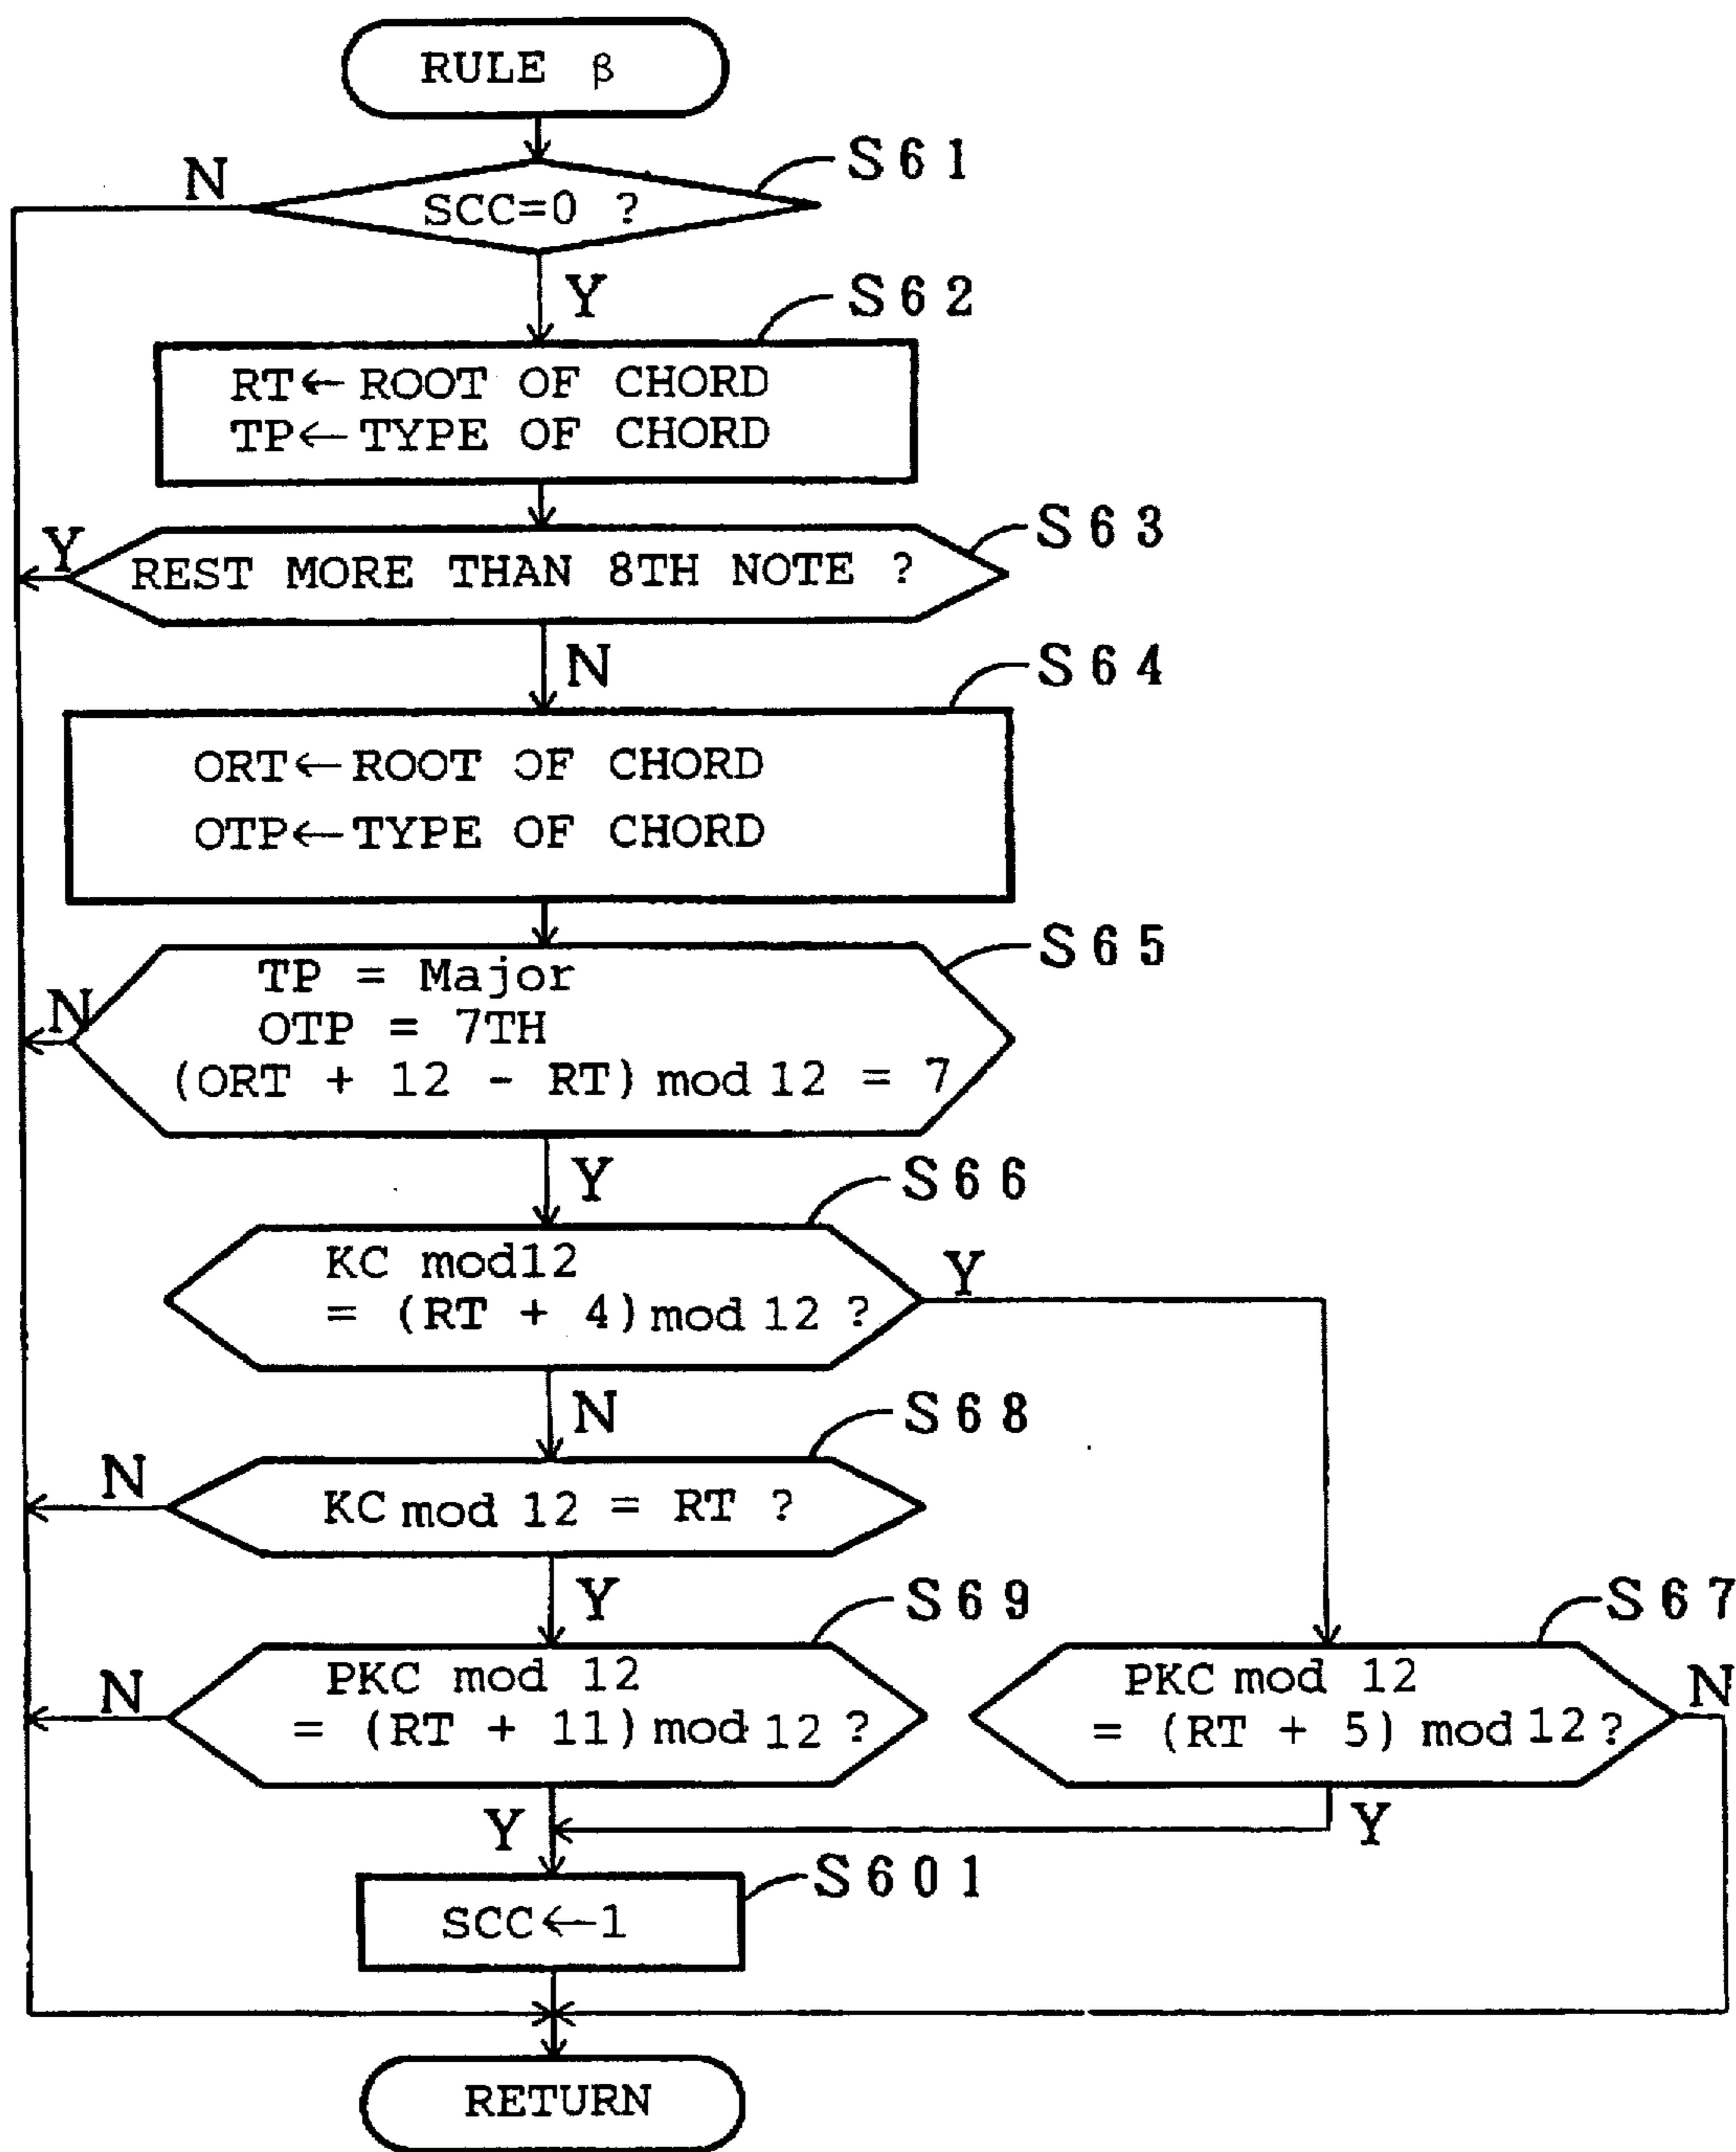 RULE β
S61
N
SCC=0 ?
Y
S62
RT←ROOT OF CHORD
TP←TYPE OF CHORD
S63
Y
REST MORE THAN 8TH NOTE ?
N
S64
ORT←ROOT OF CHORD
OTP←TYPE OF CHORD
S65
N
TP = Major
OTP = 7TH
(ORT + 12 - RT) mod 12 = 7
Y
S66
KC mod12
= (RT + 4) mod 12 ?
Y
N
S68
N
KC mod 12 = RT ?
Y
S69
S67
N
PKC mod 12
= (RT + 11) mod 12 ?
PKC mod 12
= (RT + 5) mod 12 ?
N
Y
Y
S601
SCC←1
RETURN